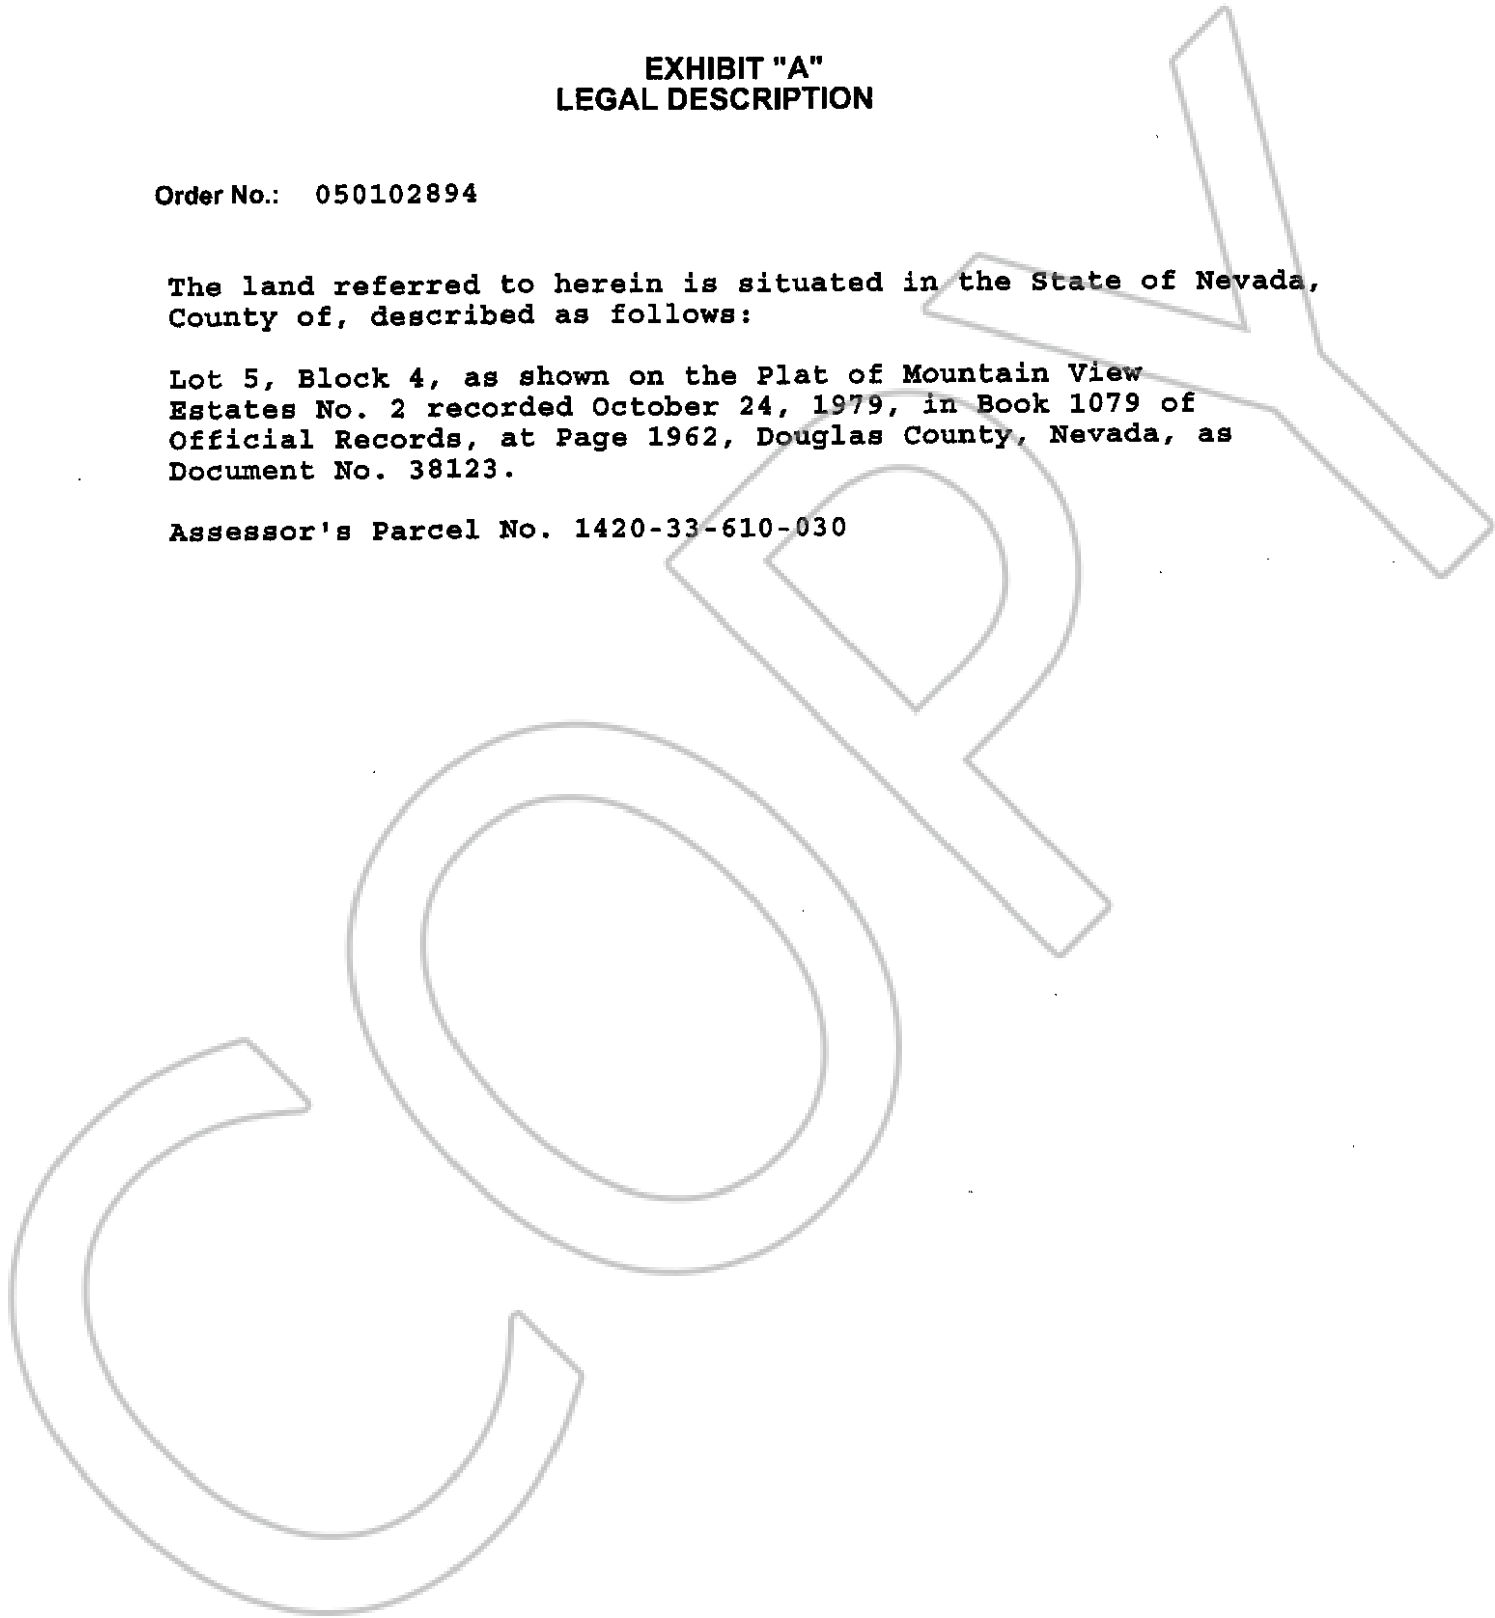 EXHIBIT "A"
LEGAL DESCRIPTION
Order No.: 050102894
The land referred to herein is situated in the State of Nevada,
County of, described as follows:
Lot 5, Block 4, as shown on the Plat of Mountain View
Estates No. 2 recorded October 24, 1979, in Book 1079 of
Official Records, at Page 1962, Douglas County, Nevada, as
Document No. 38123.
Assessor's Parcel No. 1420-33-610-030
COPY